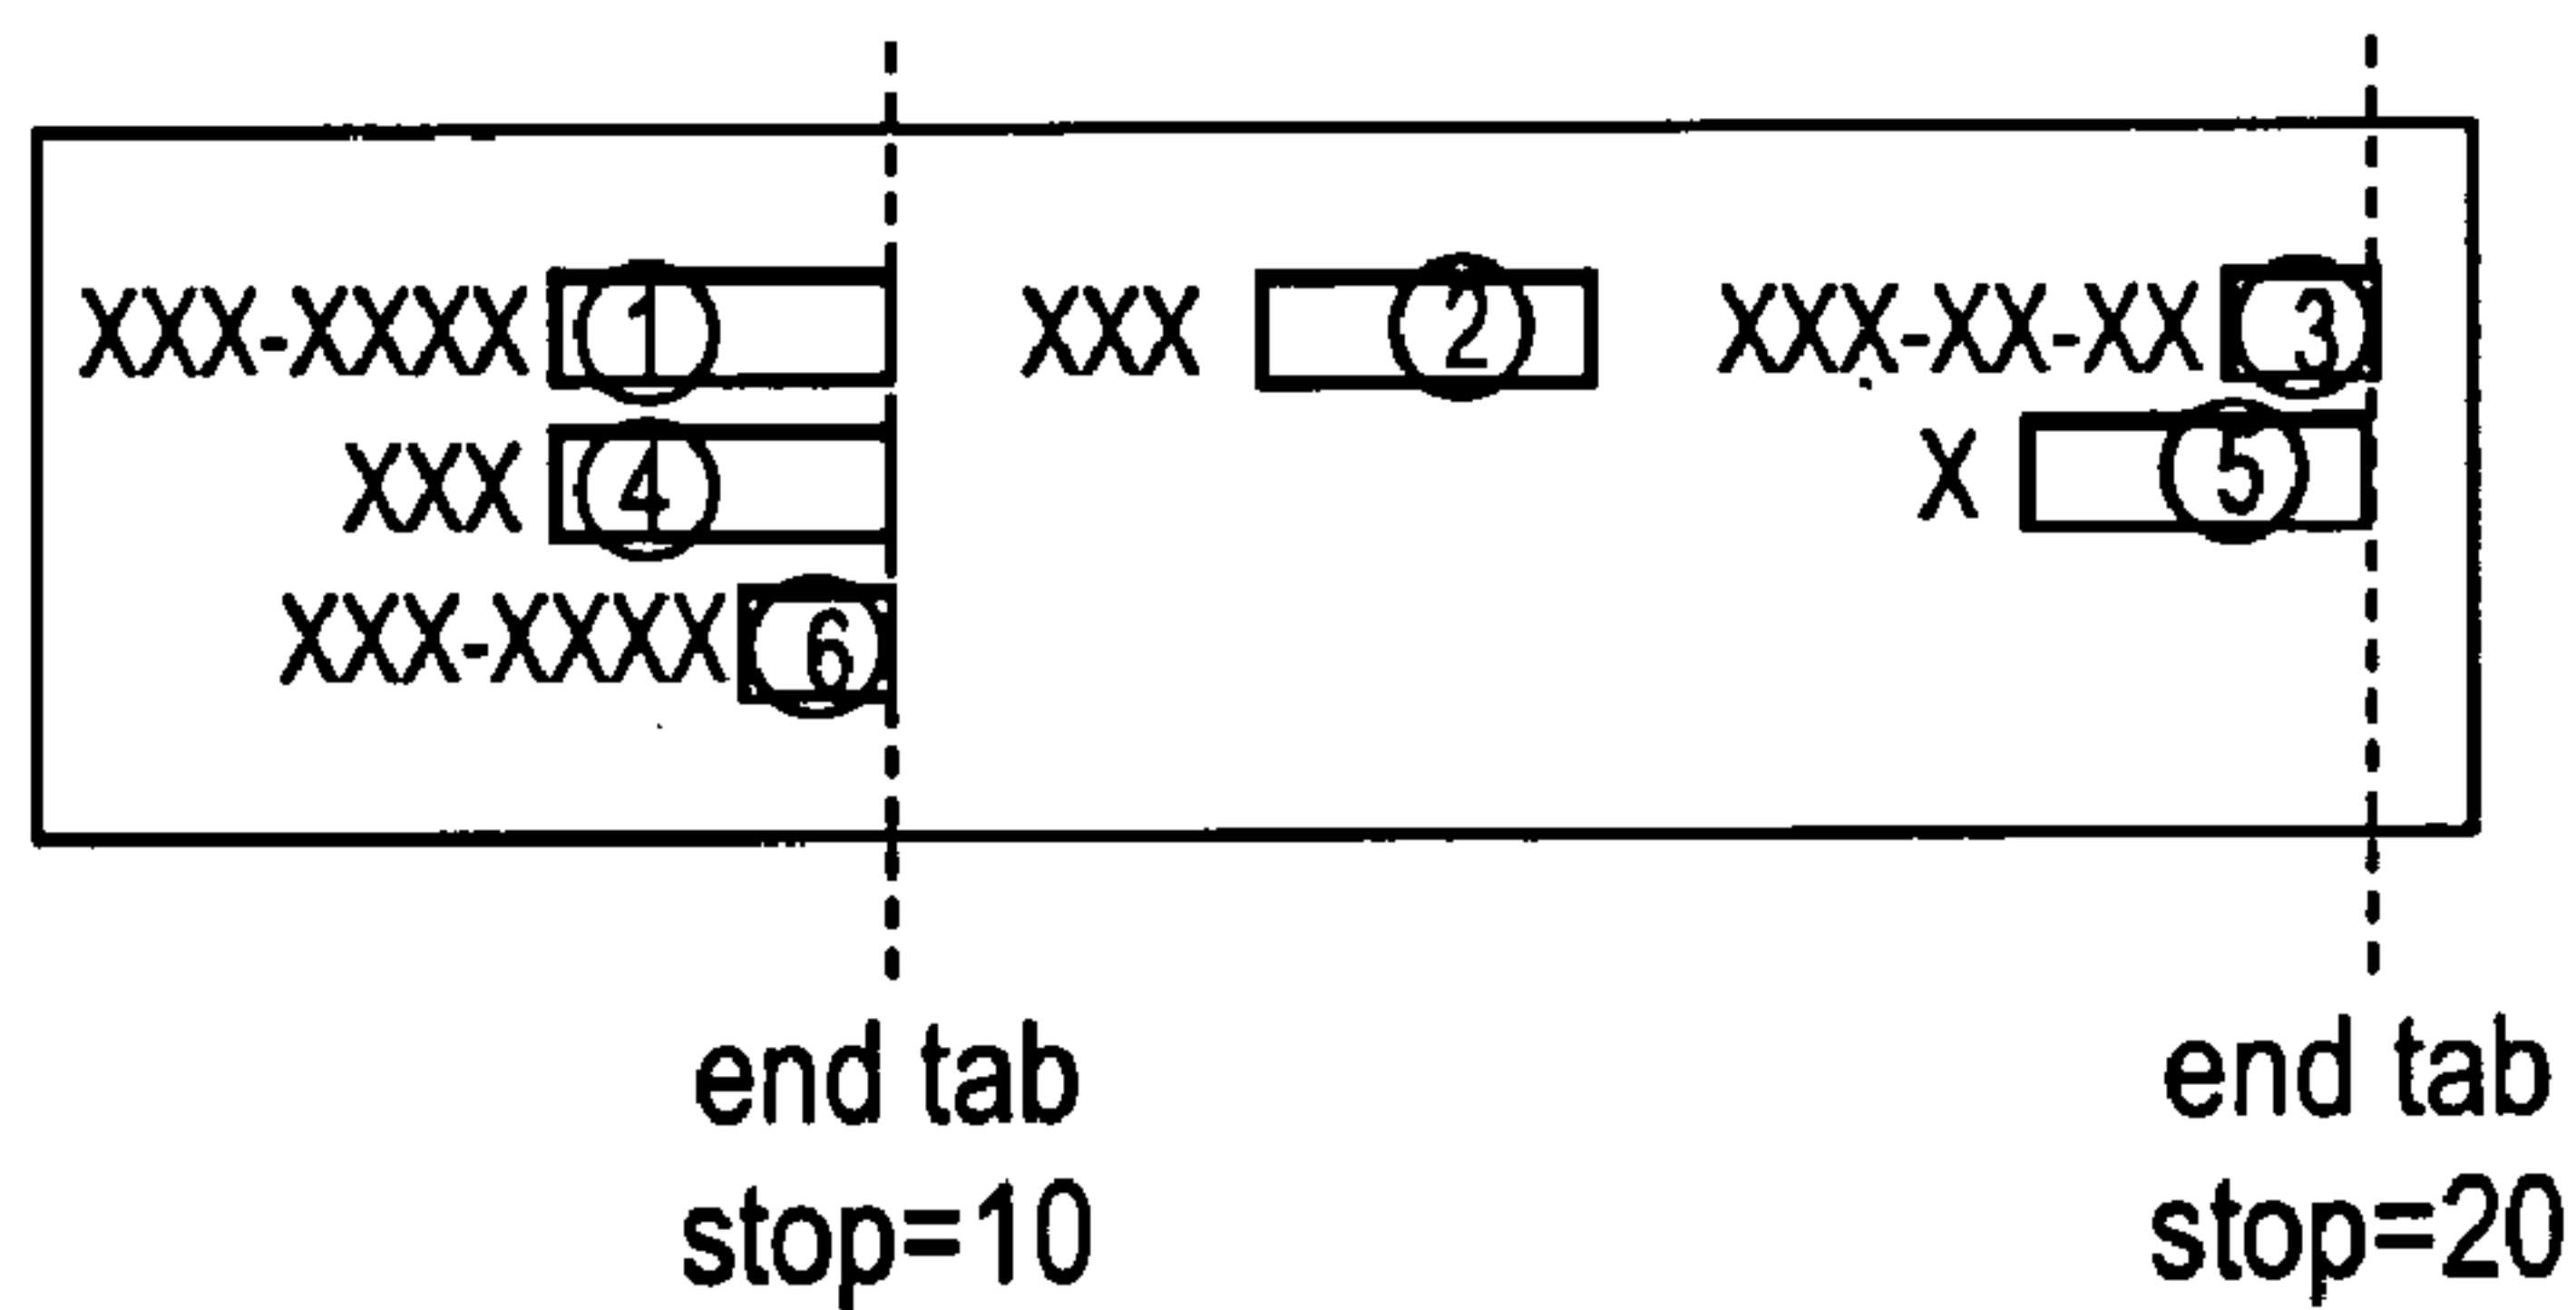 XXX-XXXX 1 XXX 2 XXX-XX-XX 3
XXX 4 X 5
XXX-XXXX 6
end tab end tab
stop=10 stop=20